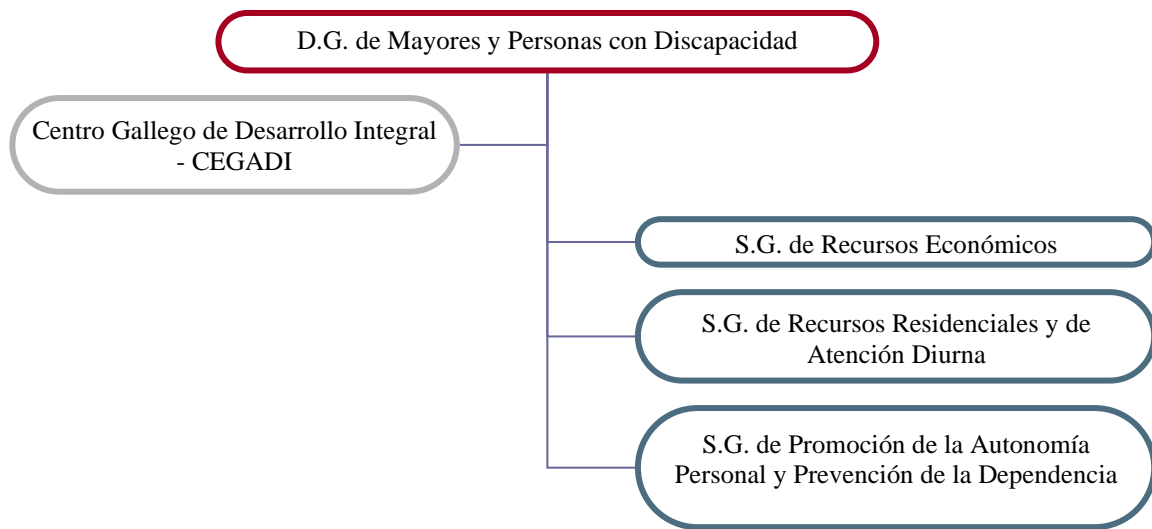 D.G. de Mayores y Personas con Discapacidad
Centro Gallego de Desarrollo Integral
- CEGADI
S.G. de Recursos Económicos
S.G. de Recursos Residenciales y de
Atención Diurna
S.G. de Promoción de la Autonomía
Personal y Prevención de la Dependencia